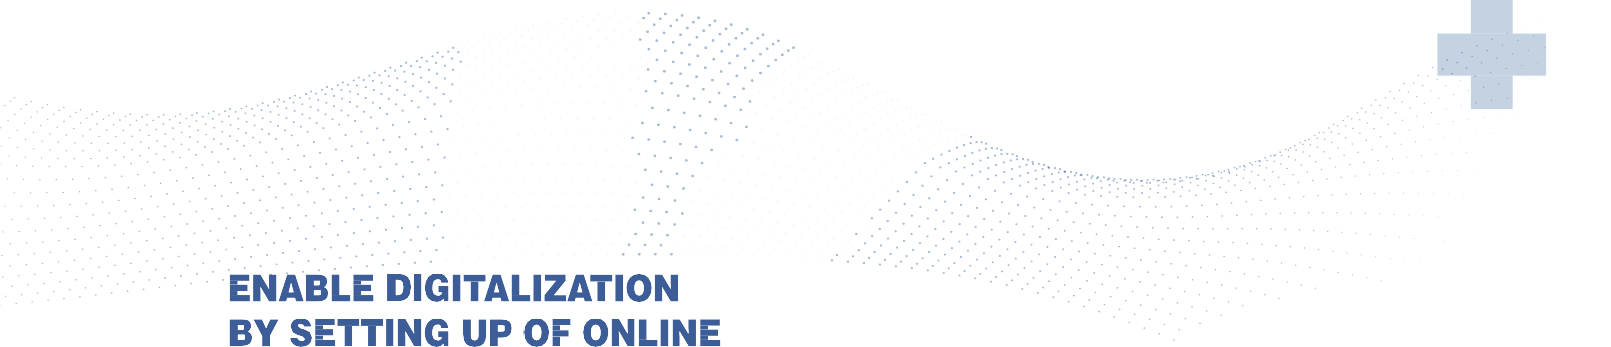 ENABLE DIGITALIZATION
BY SETTING UP OF ONLINE